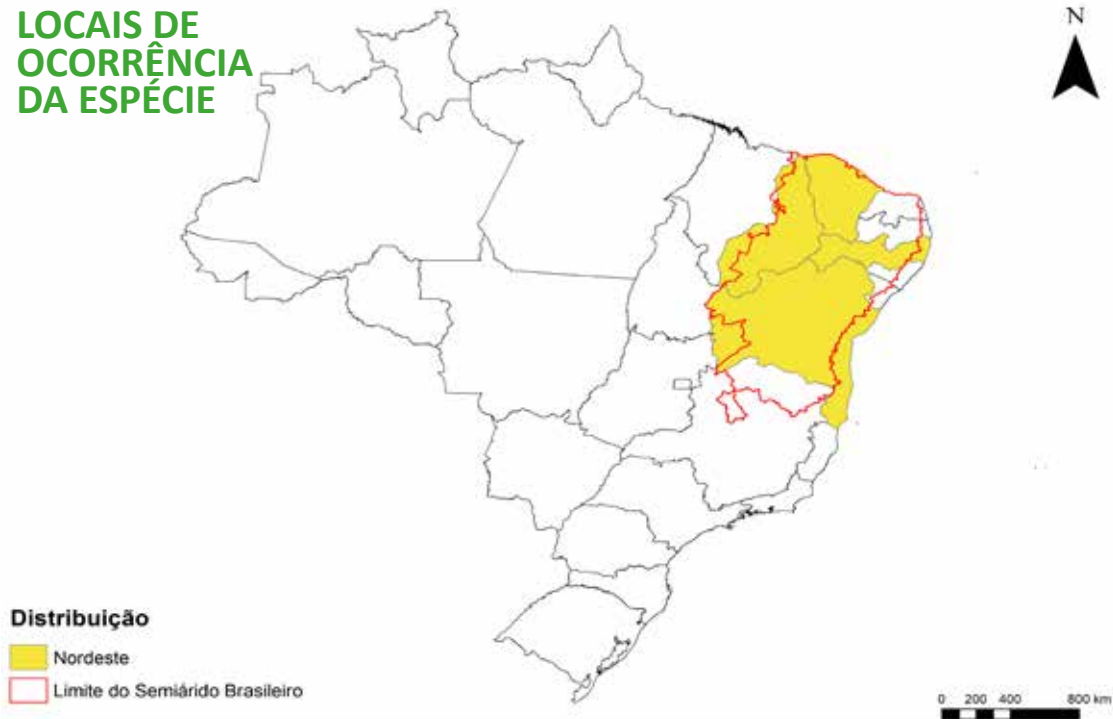 LOCAIS DE
OCORRÊNCIA
DA ESPÉCIE
N
Distribuição
Nordeste
Limite do Semiárido Brasileiro
0 200 400 800 km